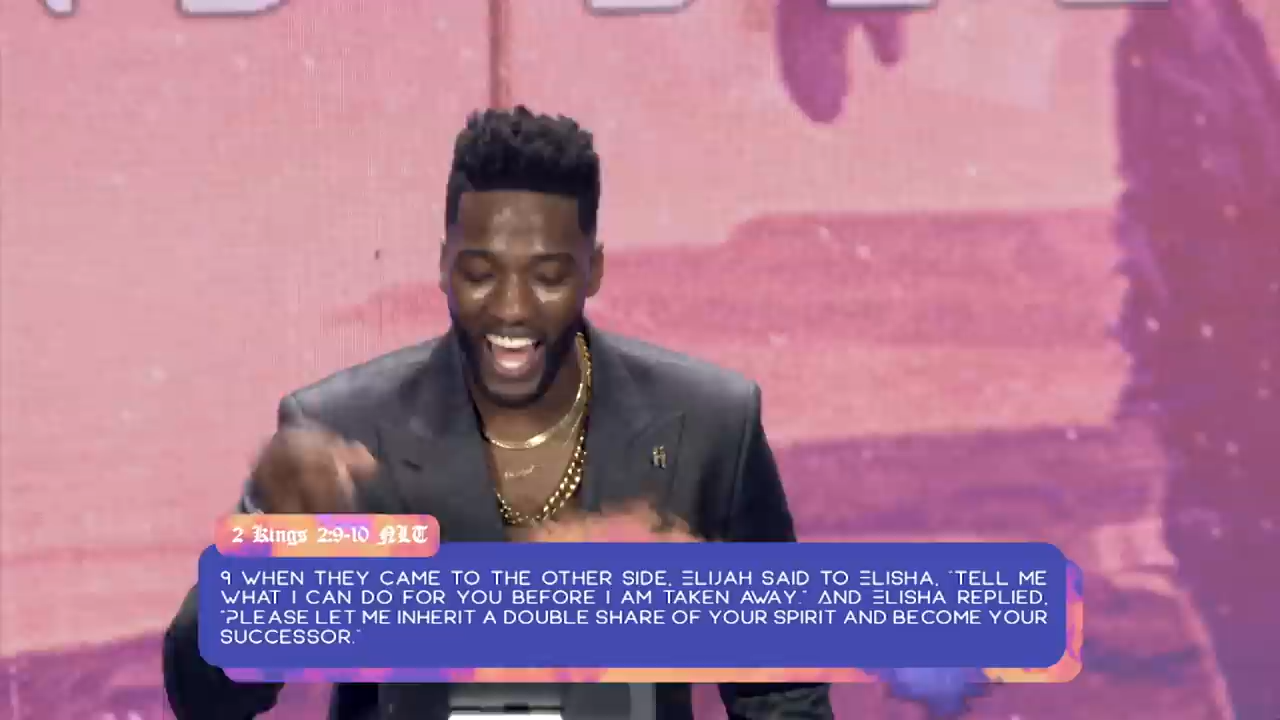 2 Kings 2:9-10 NLT
9 WHEN THEY CAME TO THE OTHER SIDE, ELIJAH SAID TO ELISHA, "TELL ME
WHAT I CAN DO FOR YOU BEFORE I AM TAKEN AWAY." AND ELISHA REPLIED,
"PLEASE LET ME INHERIT A DOUBLE SHARE OF YOUR SPIRIT AND BECOME YOUR
SUCCESSOR."